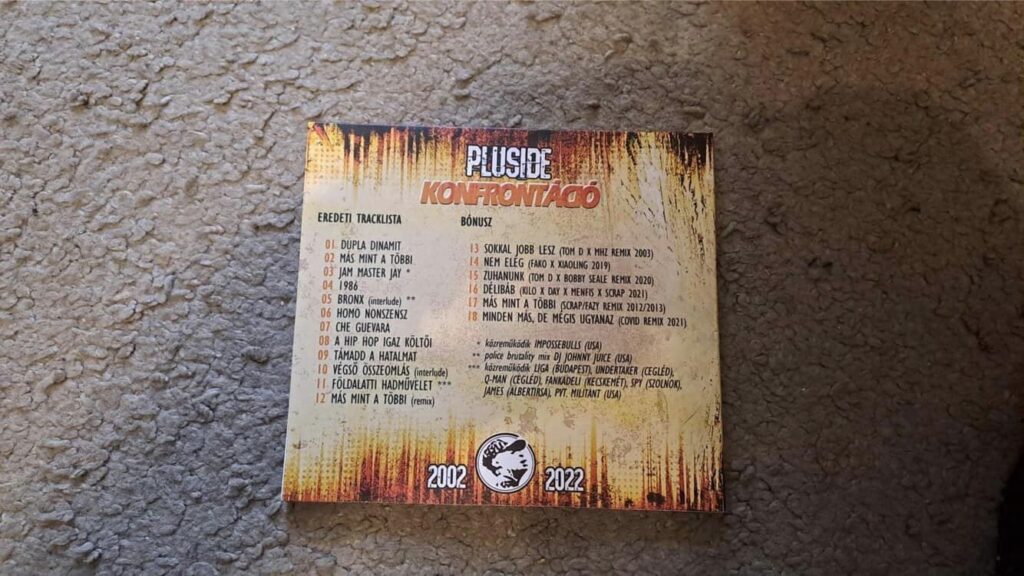 PLUSIDE
KONFRONTÁCIÓ
EREDETI TRACKLISTA
01 DUPLA DINAMIT
02 MÁS MINT A TÖBBI
03 JAM MASTER JAY *
04 1986
05 BRONX (interlude) **
06 HOMO NONSZENSZ
07 CHE GUEVARA
08 A HIP HOP IGAZ KÖLTŐI
09 TÁMADD A HATALMAT
10 VÉGSŐ ÖSSZEOMLÁS (interlude)
11 FÖLDALATTI HADMŰVELET ***
12 MÁS MINT A TÖBBI (remix)
BÓNUSZ
13 SOKKAL JOBB LESZ (TOM D X MHZ REMIX 2003)
14 NEM ELÉG (FAKO X XIAOLING 2019)
15 ZUHANUNK (TOM D X BOBBY SEALE REMIX 2020)
16 DÉLIBÁB (KILO X DAY X MENFIS X SCRAP 2021)
17 MÁS MINT A TÖBBI (SCRAP/FAZY REMIX 2012/2013)
18 MINDEN MÁS, DE MÉGIS UGYANAZ (COVID REMIX 2021)
* közreműködik IMPOSSEBULLS (USA)
** police brutality mix DJ JOHNNY JUICE (USA)
*** közreműködik LIGA (BUDAPEST), UNDERTAKER (CEGLÉD),
Q-MAN (CEGLÉD), FANKADELI (KECSKEMÉT), SPY (SZOLNOK),
JAMES (ALBERTIRSA), PVT. MILITANT (USA)
2002 2022